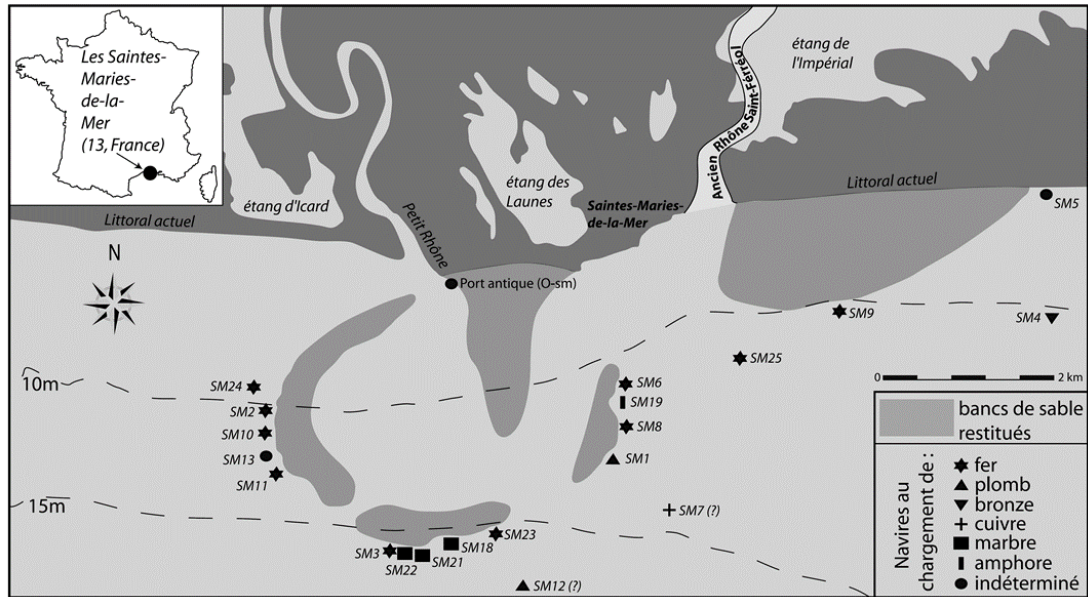 Les Saintes-
Maries-
de-la-
Mer
(13, France)
étang de
l'Impérial
Ancien Rhône Saint-Férréol
étang des
Launes
étang d'Icard
Saintes-Maries-
de-la-Mer
Littoral actuel
Littoral actuel
Petit Rhône
SM5
N
Port antique (O-sm)
SM9
SM4
SM25
10m
SM24
SM6
0
2 km
SM2
SM19
SM10
SM8
SM13
SM1
SM11
bancs de sable
restitués
15m
SM7 (?)
SM23
SM18
SM3
SM21
SM22
SM12 (?)
Navires au
chargement de :
fer
plomb
bronze
cuivre
marbre
amphore
indéterminé